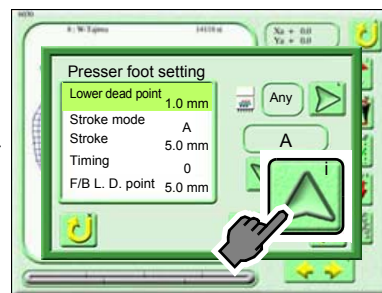 A : W-Tajima
Xa + 0.0
Ya + 0.0
Presser foot setting
Lower dead point
1.0 mm
Stroke mode
A
Stroke
5.0 mm
Timing
0
F/B L. D. point
5.0 mm
Any
A
i